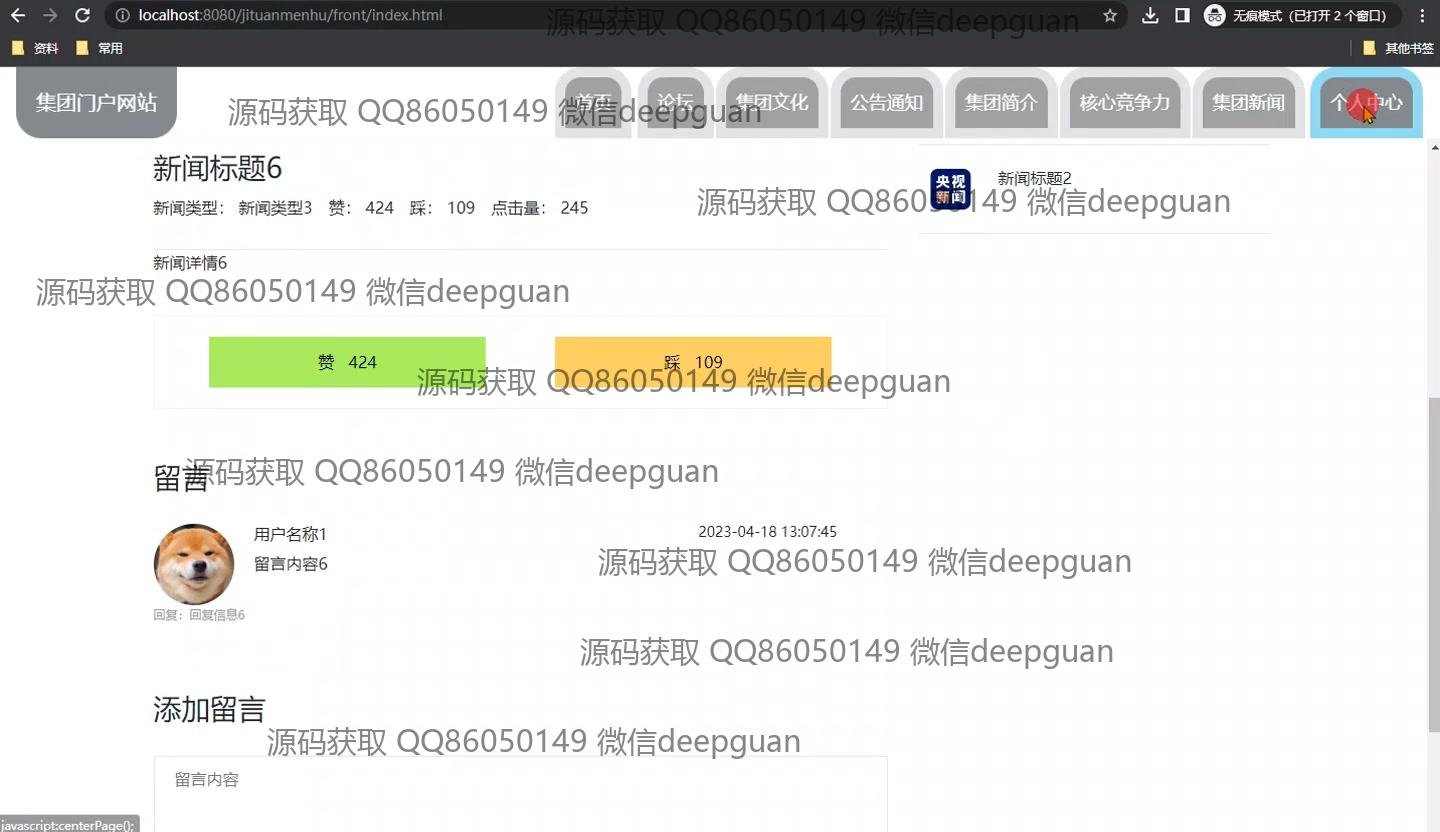 localhost:8080/jituanmenhu/front/index.html
无痕模式（已打开 2 个窗口）
资料 常用 其他书签
源码获取 QQ86050149 微信deepguan
集团门户网站 首页 论坛 集团文化 公告通知 集团简介 核心竞争力 集团新闻 个人中心
源码获取 QQ86050149 微信deepguan
新闻标题6
央视新闻 新闻标题2
新闻类型： 新闻类型3 赞： 424 踩： 109 点击量： 245
源码获取 QQ86050149 微信deepguan
新闻详情6
源码获取 QQ86050149 微信deepguan
赞 424 踩 109
源码获取 QQ86050149 微信deepguan
留言
源码获取 QQ86050149 微信deepguan
用户名称1 2023-04-18 13:07:45
留言内容6
源码获取 QQ86050149 微信deepguan
回复：回复信息6
源码获取 QQ86050149 微信deepguan
添加留言
源码获取 QQ86050149 微信deepguan
留言内容
javascript:centerPage();